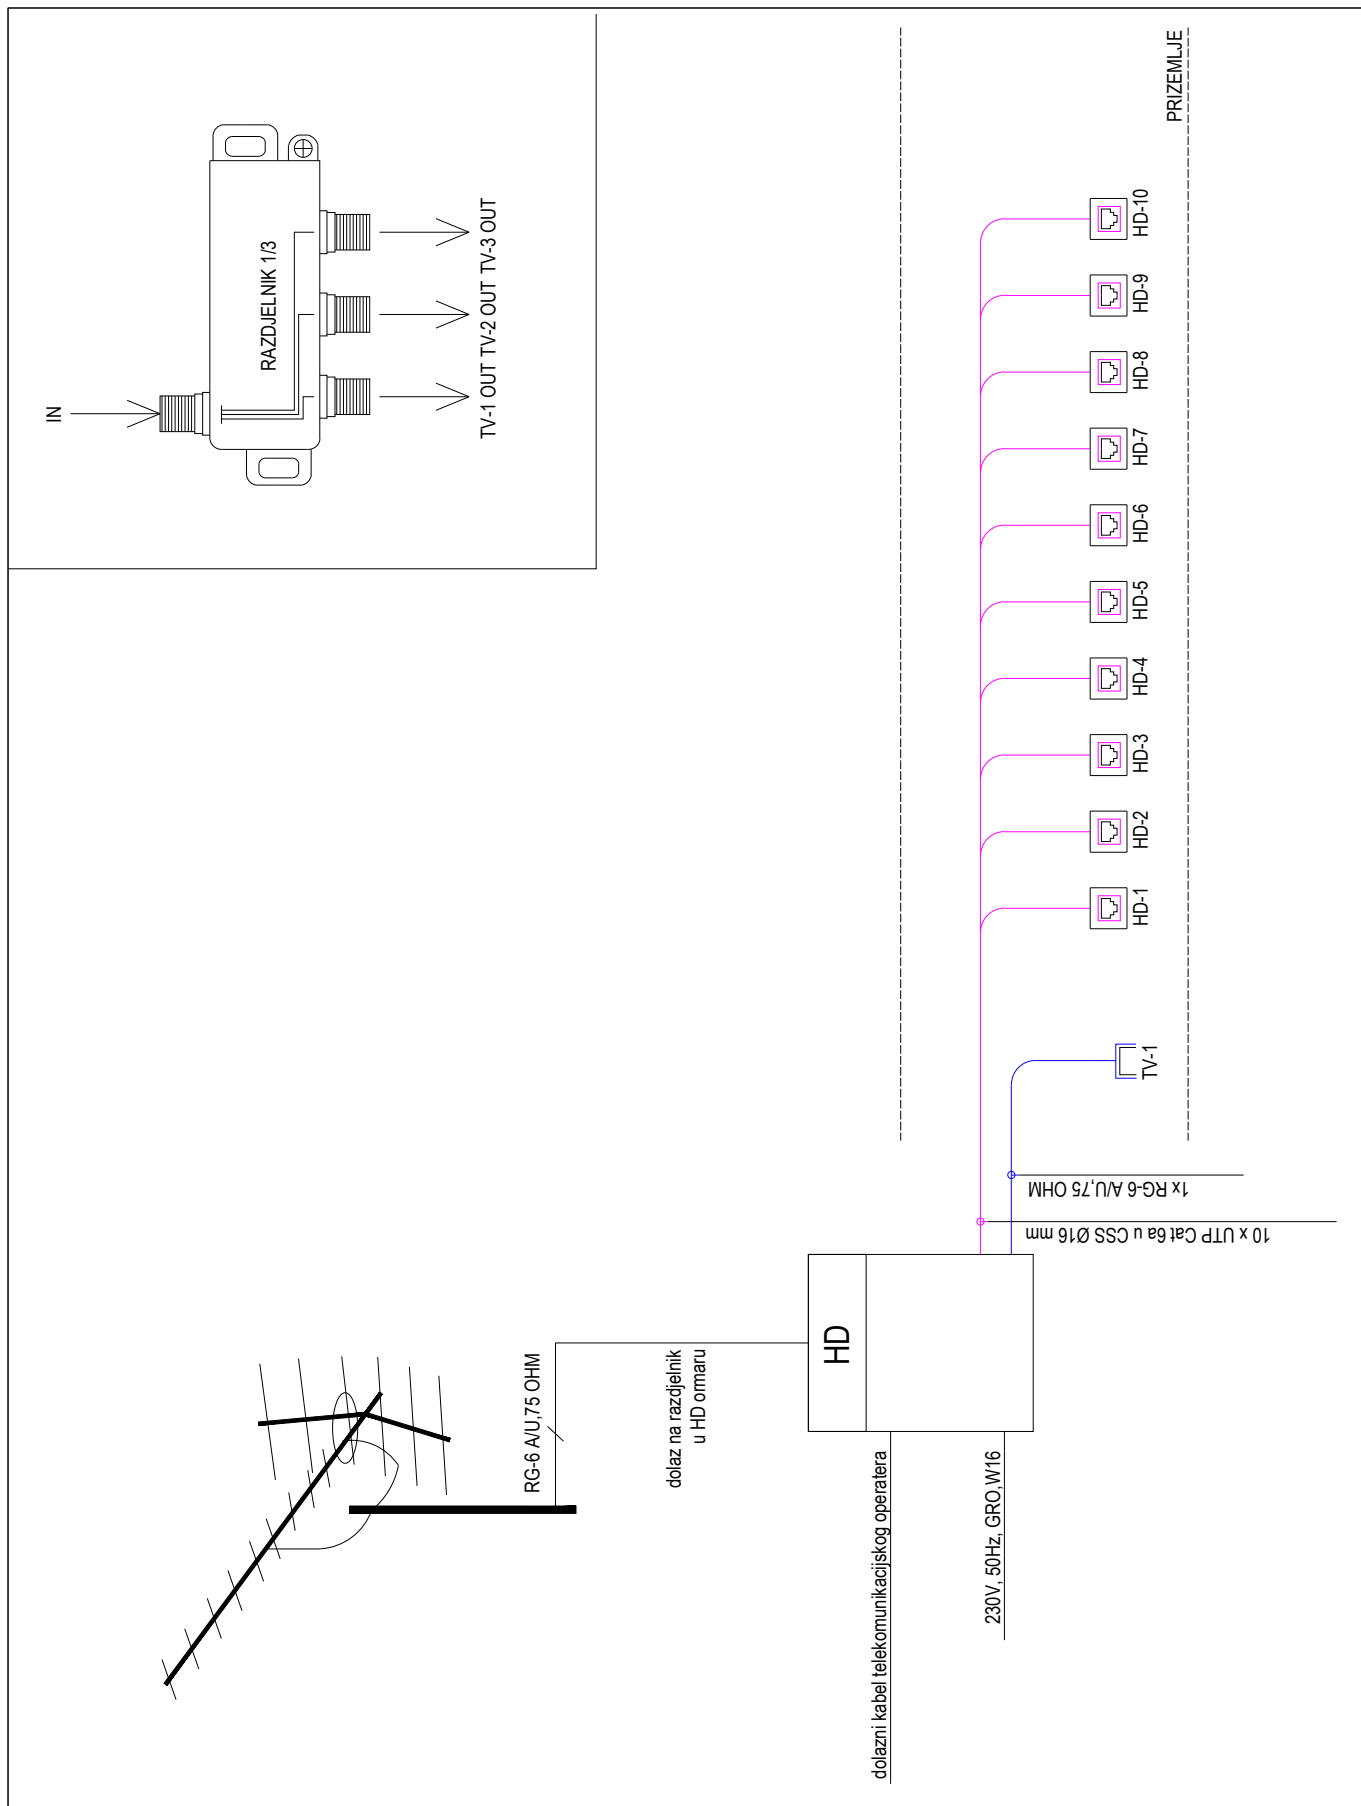 IN
RAZDJELNIK 1/3
TV-1 OUT TV-2 OUT TV-3 OUT
PRIZEMLJE
HD-1
HD-2
HD-3
HD-4
HD-5
HD-6
HD-7
HD-8
HD-9
HD-10
TV-1
1x RG-6 A/U,75 OHM
10 x UTP Cat 6a u CSS Ø16 mm
RG-6 A/U,75 OHM
dolaz na razdjelnik
u HD ormaru
HD
dolazni kabel telekomunikacijskog operatera
230V, 50Hz, GRO,W16